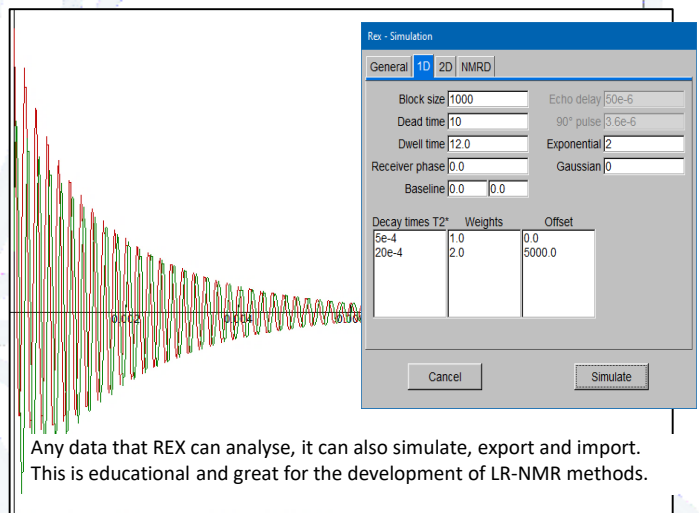 Rex - Simulation
General 1D 2D NMRD
Block size 1000 Echo delay 50e-6
Dead time 10 90° pulse 3.6e-6
Dwell time 12.0 Exponential 2
Receiver phase 0.0 Gaussian 0
Baseline 0.0 0.0
Decay times T2* Weights Offset
5e-4 1.0 0.0
20e-4 2.0 5000.0
Cancel Simulate
0.002 0.004
Any data that REX can analyse, it can also simulate, export and import.
This is educational and great for the development of LR-NMR methods.